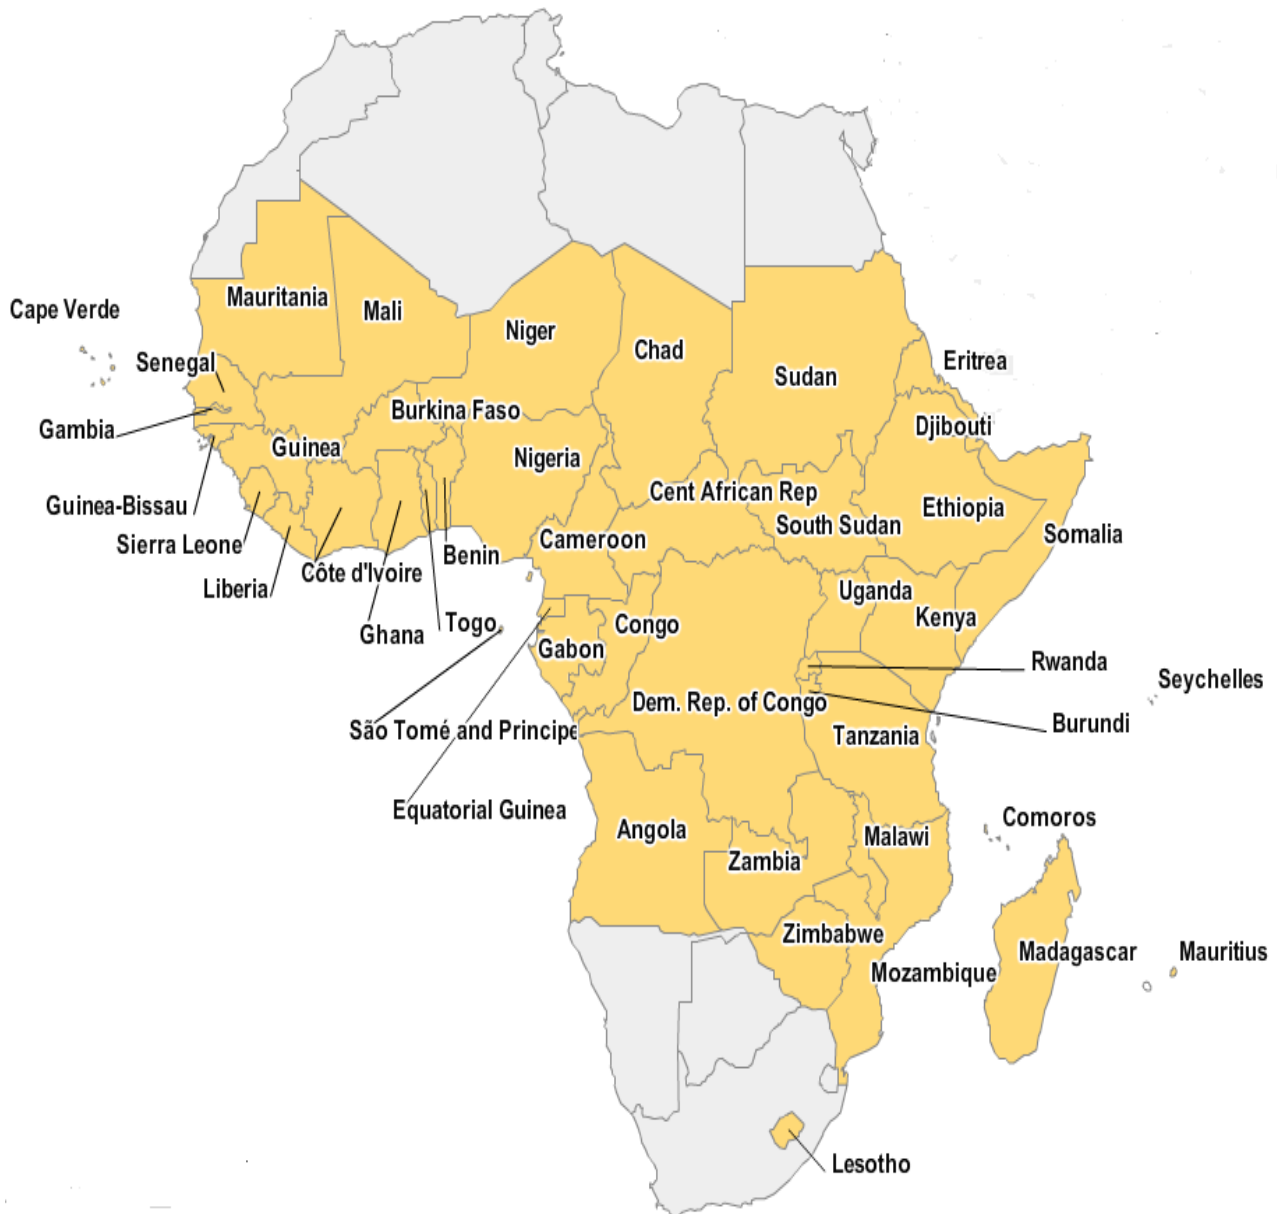 Mauritania
Mali
Cape Verde
Niger
Chad
Senegal
Eritrea
Sudan
Burkina Faso
Djibouti
Gambia
Guinea
Nigeria
Cent African Rep
Guinea-Bissau
Ethiopia
South Sudan
Somalia
Sierra Leone
Cameroon
Benin
Côte d'Ivoire
Liberia
Uganda
Kenya
Togo
Congo
Ghana
Gabon
Rwanda
Seychelles
Dem. Rep. of Congo
Burundi
São Tomé and Principe
Tanzania
Equatorial Guinea
Comoros
Angola
Malawi
Zambia
Zimbabwe
Madagascar
Mauritius
Mozambique
Lesotho